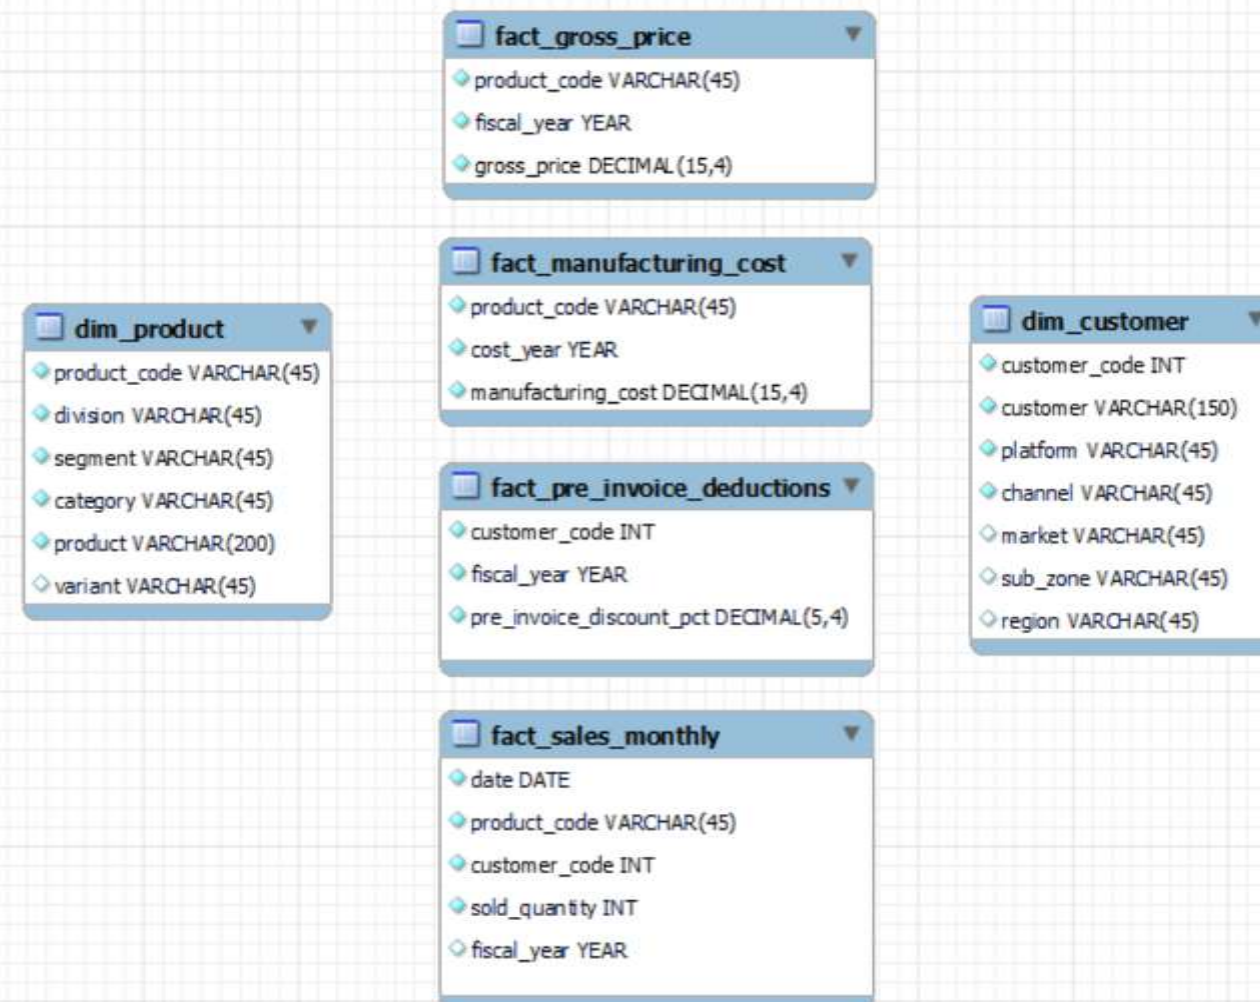 fact_gross_price
product_code VARCHAR(45)
fiscal_year YEAR
gross_price DECIMAL(15,4)
fact_manufacturing_cost
product_code VARCHAR(45)
cost_year YEAR
manufacturing_cost DECIMAL(15,4)
dim_product
product_code VARCHAR(45)
division VARCHAR(45)
segment VARCHAR(45)
category VARCHAR(45)
product VARCHAR(200)
variant VARCHAR(45)
dim_customer
customer_code INT
customer VARCHAR(150)
platform VARCHAR(45)
channel VARCHAR(45)
market VARCHAR(45)
sub_zone VARCHAR(45)
region VARCHAR(45)
fact_pre_invoice_deductions
customer_code INT
fiscal_year YEAR
pre_invoice_discount_pct DECIMAL(5,4)
fact_sales_monthly
date DATE
product_code VARCHAR(45)
customer_code INT
sold_quantity INT
fiscal_year YEAR